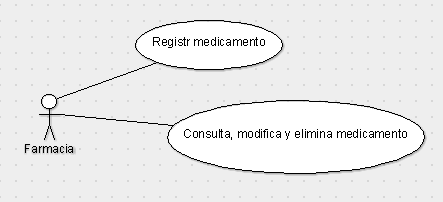 Registr medicamento
Consulta, modifica y elimina medicamento
Farmacia